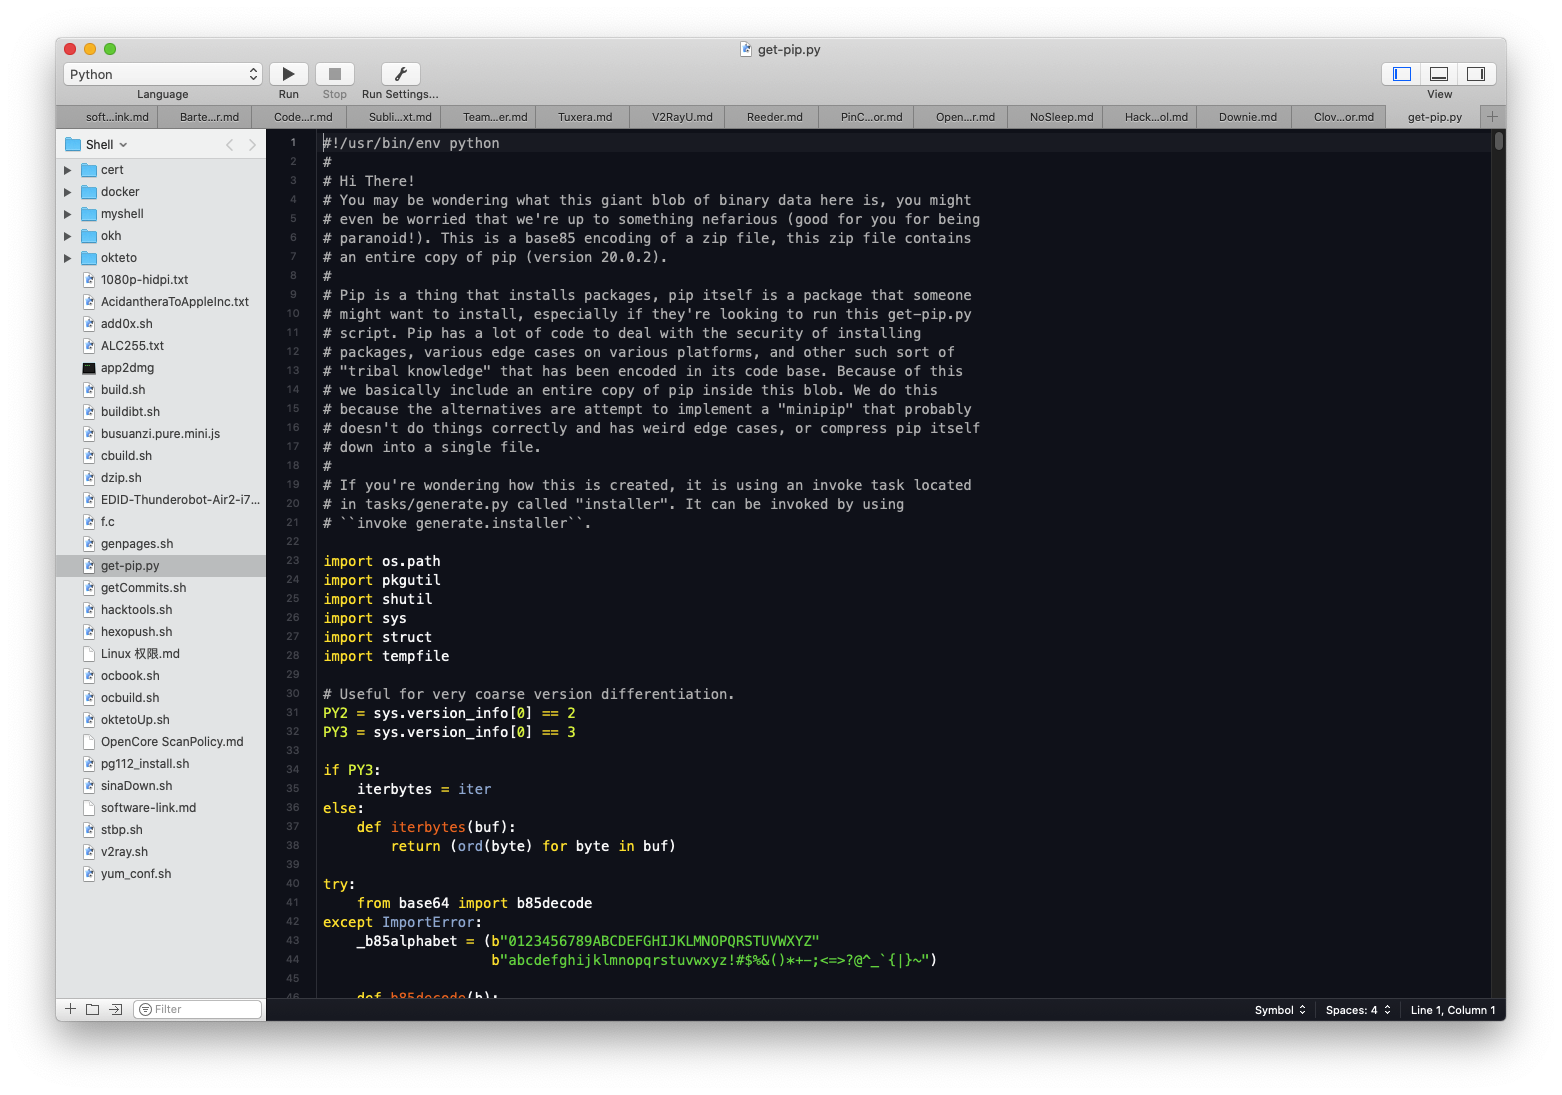 get-pip.py
Python
Language
Run
Stop
Run Settings...
View
soft...ink.md
Barte...r.md
Code...r.md
Subli...xt.md
Team...er.md
Tuxera.md
V2RayU.md
Reeder.md
PinC...or.md
Open...r.md
NoSleep.md
Hack...ol.md
Downie.md
Clov...or.md
get-pip.py
Shell
cert
docker
myshell
okh
okteto
1080p-hidpi.txt
AcidantheraToAppleInc.txt
add0x.sh
ALC255.txt
app2dmg
build.sh
buildibt.sh
busuanzi.pure.mini.js
cbuild.sh
dzip.sh
EDID-Thunderobot-Air2-i7...
f.c
genpages.sh
get-pip.py
getCommits.sh
hacktools.sh
hexopush.sh
Linux 权限.md
ocbook.sh
ocbuild.sh
oktetoUp.sh
OpenCore ScanPolicy.md
pg112_install.sh
sinaDown.sh
software-link.md
stbp.sh
v2ray.sh
yum_conf.sh
Filter
1 #!/usr/bin/env python
2 #
3 # Hi There!
4 # You may be wondering what this giant blob of binary data here is, you might
5 # even be worried that we're up to something nefarious (good for you for being
6 # paranoid!). This is a base85 encoding of a zip file, this zip file contains
7 # an entire copy of pip (version 20.0.2).
8 #
9 # Pip is a thing that installs packages, pip itself is a package that someone
10 # might want to install, especially if they're looking to run this get-pip.py
11 # script. Pip has a lot of code to deal with the security of installing
12 # packages, various edge cases on various platforms, and other such sort of
13 # "tribal knowledge" that has been encoded in its code base. Because of this
14 # we basically include an entire copy of pip inside this blob. We do this
15 # because the alternatives are attempt to implement a "minipip" that probably
16 # doesn't do things correctly and has weird edge cases, or compress pip itself
17 # down into a single file.
18 #
19 # If you're wondering how this is created, it is using an invoke task located
20 # in tasks/generate.py called "installer". It can be invoked by using
21 # ``invoke generate.installer``.
22
23 import os.path
24 import pkgutil
25 import shutil
26 import sys
27 import struct
28 import tempfile
29
30 # Useful for very coarse version differentiation.
31 PY2 = sys.version_info[0] == 2
32 PY3 = sys.version_info[0] == 3
33
34 if PY3:
35     iterbytes = iter
36 else:
37     def iterbytes(buf):
38         return (ord(byte) for byte in buf)
39
40 try:
41     from base64 import b85decode
42 except ImportError:
43     _b85alphabet = (b"0123456789ABCDEFGHIJKLMNOPQRSTUVWXYZ"
44                     b"abcdefghijklmnopqrstuvwxyz!#$%&()*+-;<=>?@^_`{|}~")
45
46     def b85decode(b):
Symbol
Spaces: 4
Line 1, Column 1